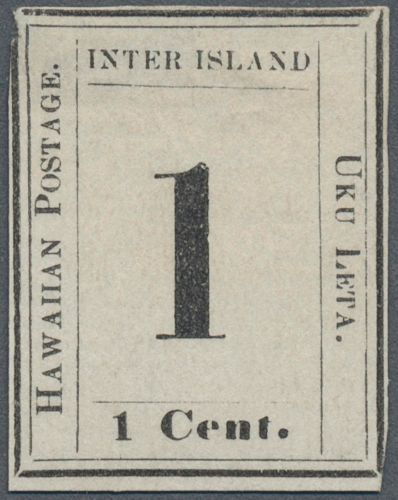 INTER ISLAND
HAWAIIAN POSTAGE.
1
UKU LETA.
1 Cent.